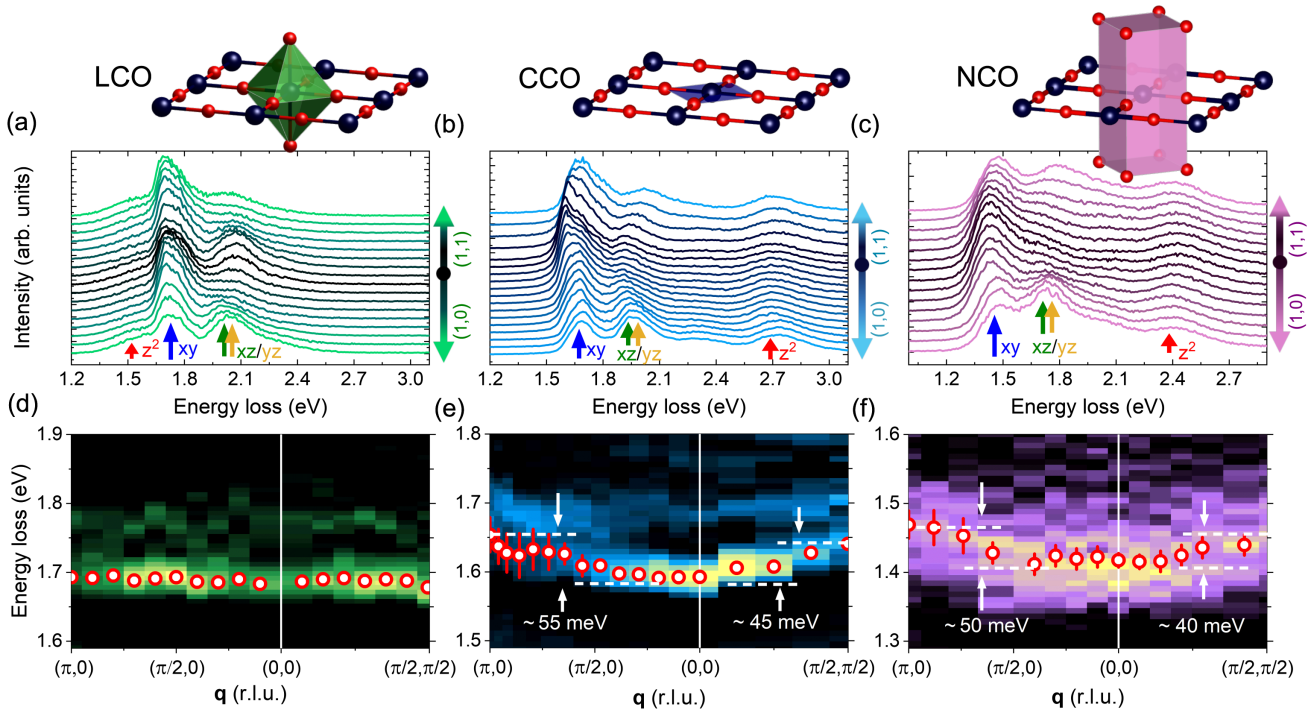 LCO
CCO
NCO
(a)
(b)
(c)
Intensity (arb. units)
(1,1)
(1,0)
(1,1)
(1,0)
(1,1)
(1,0)
z²
xy
xz/yz
xy
xz/yz
z²
xy
xz/yz
z²
1.2 1.5 1.8 2.1 2.4 2.7 3.0
1.2 1.5 1.8 2.1 2.4 2.7 3.0
1.5 1.8 2.1 2.4 2.7
Energy loss (eV)
Energy loss (eV)
Energy loss (eV)
(d)
(e)
(f)
Energy loss (eV)
1.9
1.8
1.7
1.6
1.8
1.7
1.6
1.5
1.6
1.5
1.4
1.3
~ 55 meV
~ 45 meV
~ 50 meV
~ 40 meV
(π,0) (π/2,0) (0,0) (π/2,π/2)
(π,0) (π/2,0) (0,0) (π/2,π/2)
(π,0) (π/2,0) (0,0) (π/2,π/2)
q (r.l.u.)
q (r.l.u.)
q (r.l.u.)